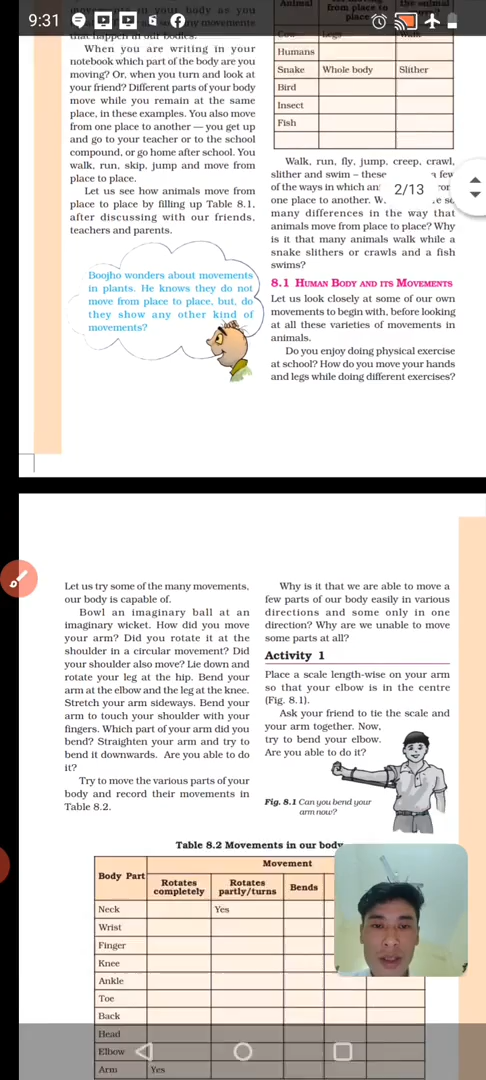 9:31
movements in your body as you
many movements
that happen in our bodies.
When you are writing in your
notebook which part of the body are you
moving? Or, when you turn and look at
your friend? Different parts of your body
move while you remain at the same
place, in these examples. You also move
from one place to another — you get up
and go to your teacher or to the school
compound, or go home after school. You
walk, run, skip, jump and move from
place to place.
Let us see how animals move from
place to place by filling up Table 8.1,
after discussing with our friends,
teachers and parents.
Boojho wonders about movements
in plants. He knows they do not
move from place to place, but, do
they show any other kind of
movements?
Animal
from place to
place
the animal
Cow Legs Walk
Humans
Snake Whole body Slither
Bird
Insect
Fish
Walk, run, fly, jump, creep, crawl,
slither and swim — these a few
of the ways in which
one place to another.
many differences in the way that
animals move from place to place? Why
is it that many animals walk while a
snake slithers or crawls and a fish
swims?
2/13
8.1 HUMAN BODY AND ITS MOVEMENTS
Let us look closely at some of our own
movements to begin with, before looking
at all these varieties of movements in
animals.
Do you enjoy doing physical exercise
at school? How do you move your hands
and legs while doing different exercises?
Let us try some of the many movements,
our body is capable of.
Bowl an imaginary ball at an
imaginary wicket. How did you move
your arm? Did you rotate it at the
shoulder in a circular movement? Did
your shoulder also move? Lie down and
rotate your leg at the hip. Bend your
arm at the elbow and the leg at the knee.
Stretch your arm sideways. Bend your
arm to touch your shoulder with your
fingers. Which part of your arm did you
bend? Straighten your arm and try to
bend it downwards. Are you able to do
it?
Try to move the various parts of your
body and record their movements in
Table 8.2.
Why is it that we are able to move a
few parts of our body easily in various
directions and some only in one
direction? Why are we unable to move
some parts at all?
Activity 1
Place a scale length-wise on your arm
so that your elbow is in the centre
(Fig. 8.1).
Ask your friend to tie the scale and
your arm together. Now,
try to bend your elbow.
Are you able to do it?
Fig. 8.1 Can you bend your
arm now?
Table 8.2 Movements in our body
Body Part Movement
Rotates
completely
Rotates
partly/turns
Bends
Neck Yes
Wrist
Finger
Knee
Ankle
Toe
Back
Head
Elbow
Arm Yes